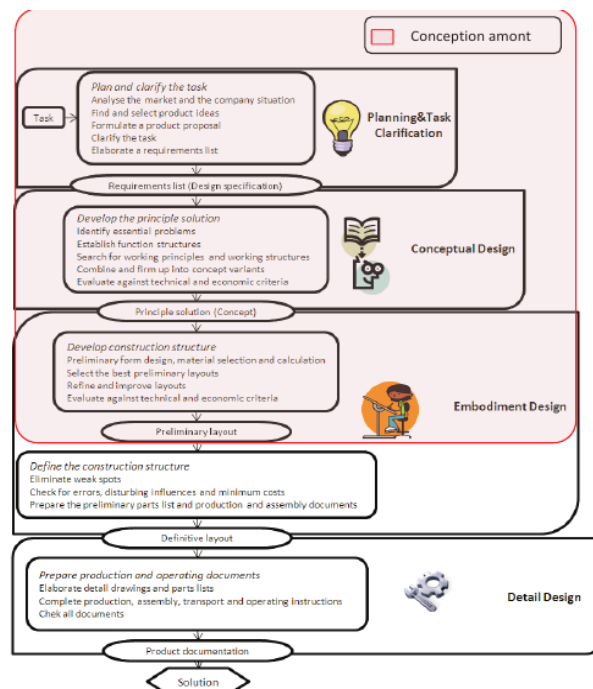 Conception amont
Plan and clarify the task
Analyse the market and the company situation
Find and select product ideas
Formulate a product proposal
Clarify the task
Elaborate a requirements list
Task
Planning&Task
Clarification
Requirements list (Design specification)
Develop the principle solution
Identify essential problems
Establish function structures
Search for working principles and working structures
Combine and firm up into concept variants
Evaluate against technical and economic criteria
Conceptual Design
Principle solution (Concept)
Develop construction structure
Preliminary form design, material selection and calculation
Select the best preliminary layouts
Refine and improve layouts
Evaluate against technical and economic criteria
Embodiment Design
Preliminary layout
Define the construction structure
Eliminate weak spots
Check for errors, disturbing influences and minimum costs
Prepare the preliminary parts list and production and assembly documents
Definitive layout
Prepare production and operating documents
Elaborate detail drawings and parts lists
Complete production, assembly, transport and operating instructions
Chek all documents
Detail Design
Product documentation
Solution